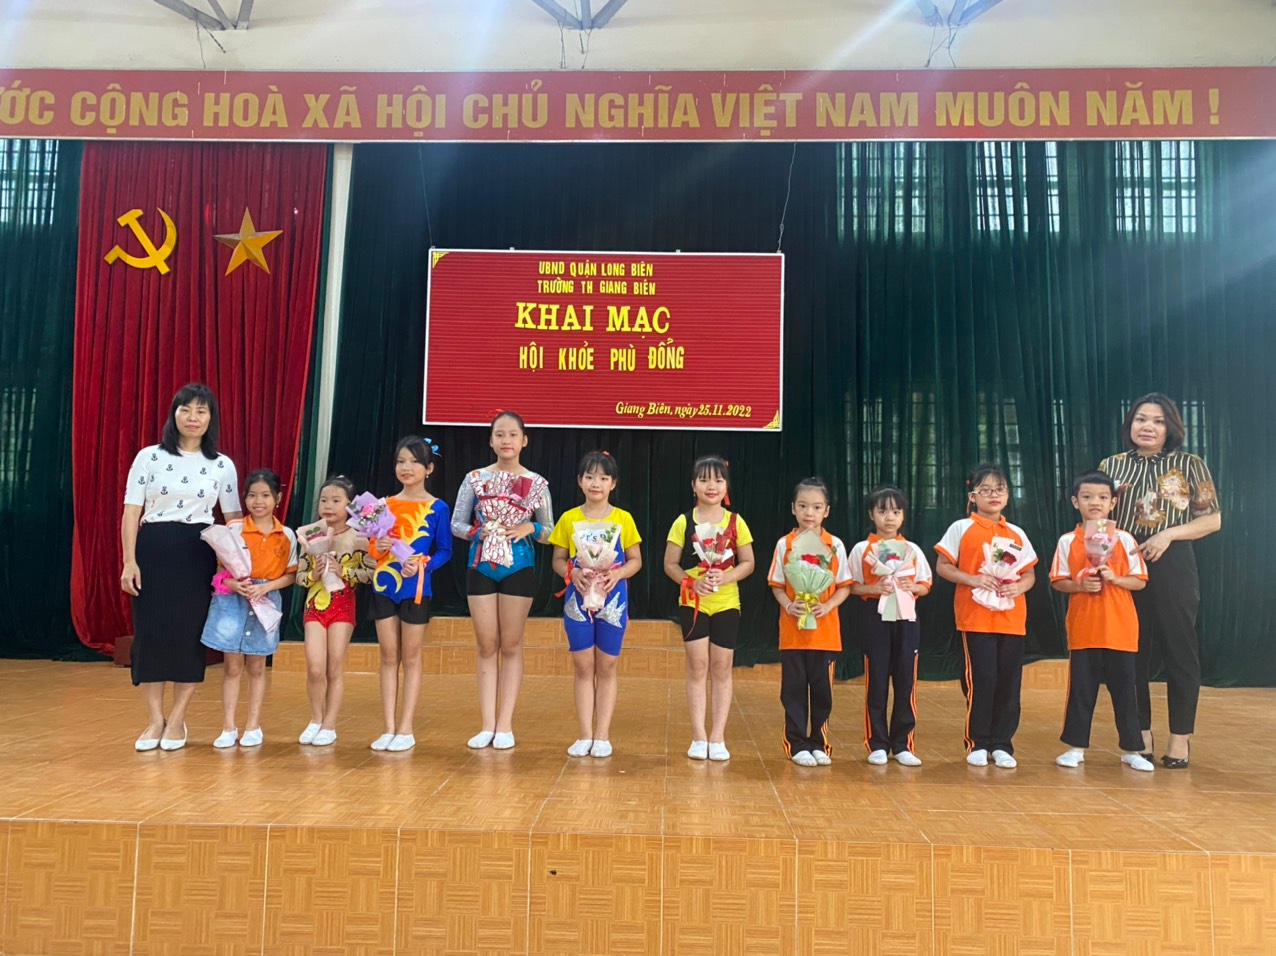 ƯỚC CỘNG HOÀ XÃ HỘI CHỦ NGHĨA VIỆT NAM MUÔN NĂM !
UBND QUẬN LONG BIÊN
TRƯỜNG TH GIANG BIÊN
KHAI MẠC
HỘI KHỎE PHÙ ĐỔNG
Giang Biên, ngày 25.11.2022